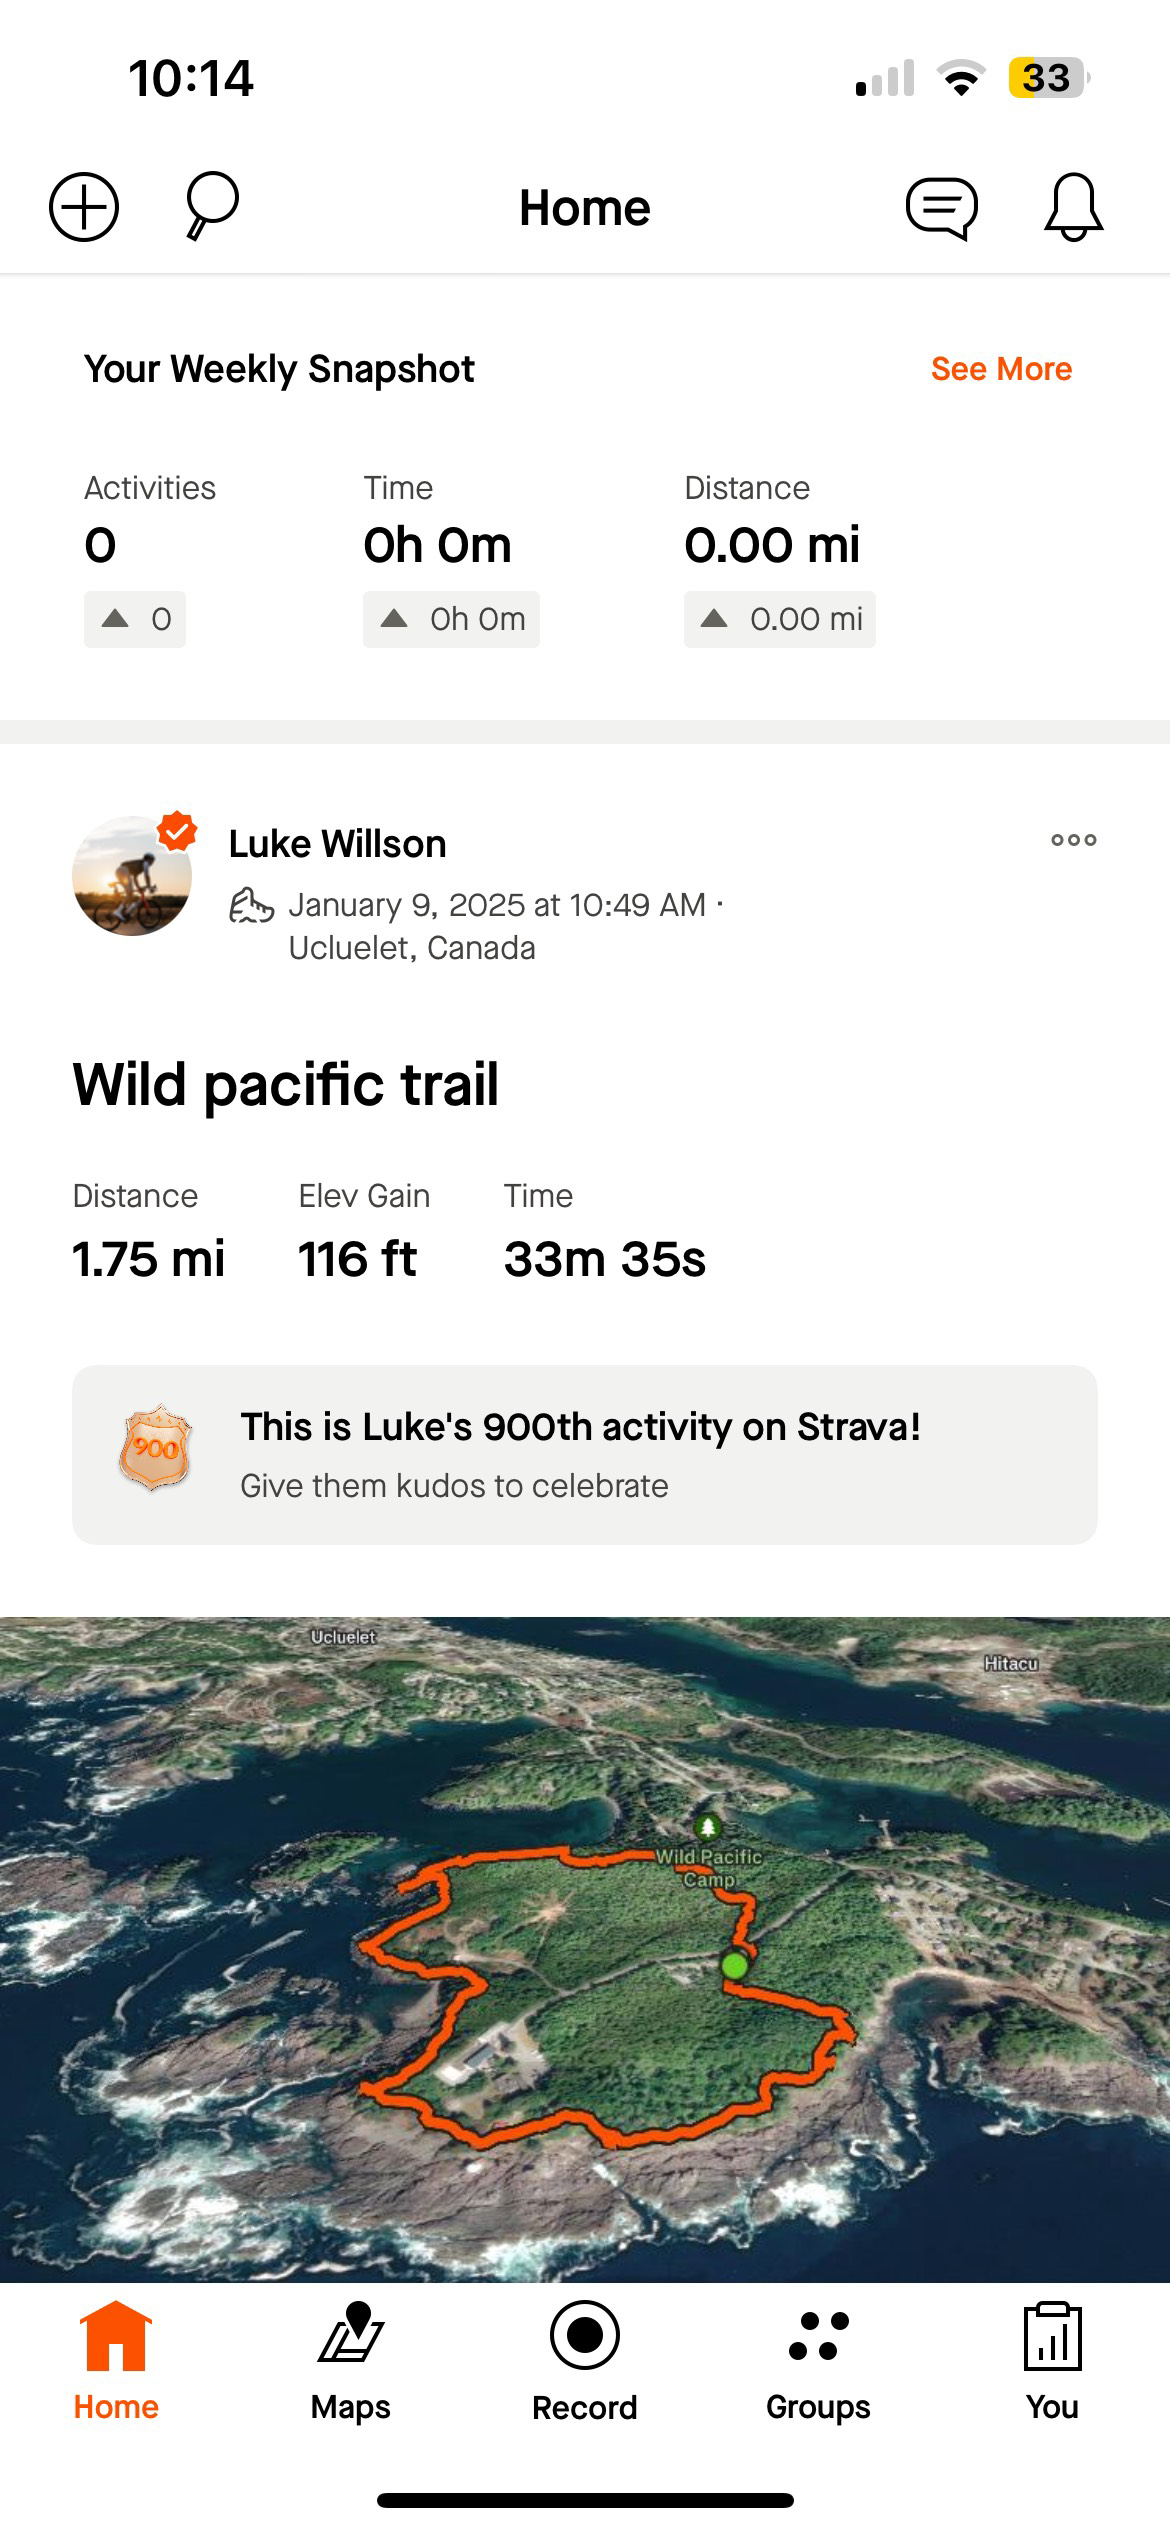 10:14
33
Home
Your Weekly Snapshot
See More
Activities
Time
Distance
0
0h 0m
0.00 mi
0
0h 0m
0.00 mi
Luke Willson
January 9, 2025 at 10:49 AM ·
Ucluelet, Canada
Wild pacific trail
Distance
Elev Gain
Time
1.75 mi
116 ft
33m 35s
900
This is Luke's 900th activity on Strava!
Give them kudos to celebrate
Ucluelet
Hitacu
Wild Pacific
Camp
Home
Maps
Record
Groups
You